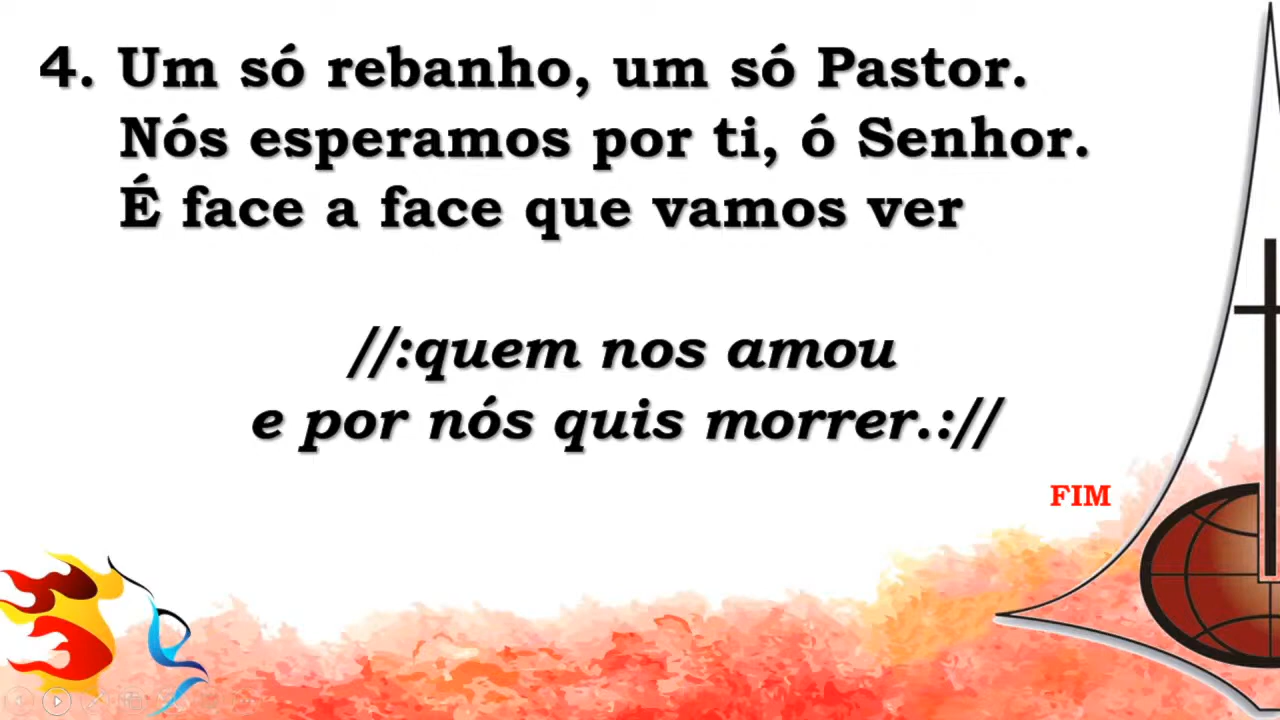 4. Um só rebanho, um só Pastor.
Nós esperamos por ti, ó Senhor.
É face a face que vamos ver
//:quem nos amou
e por nós quis morrer.://
FIM